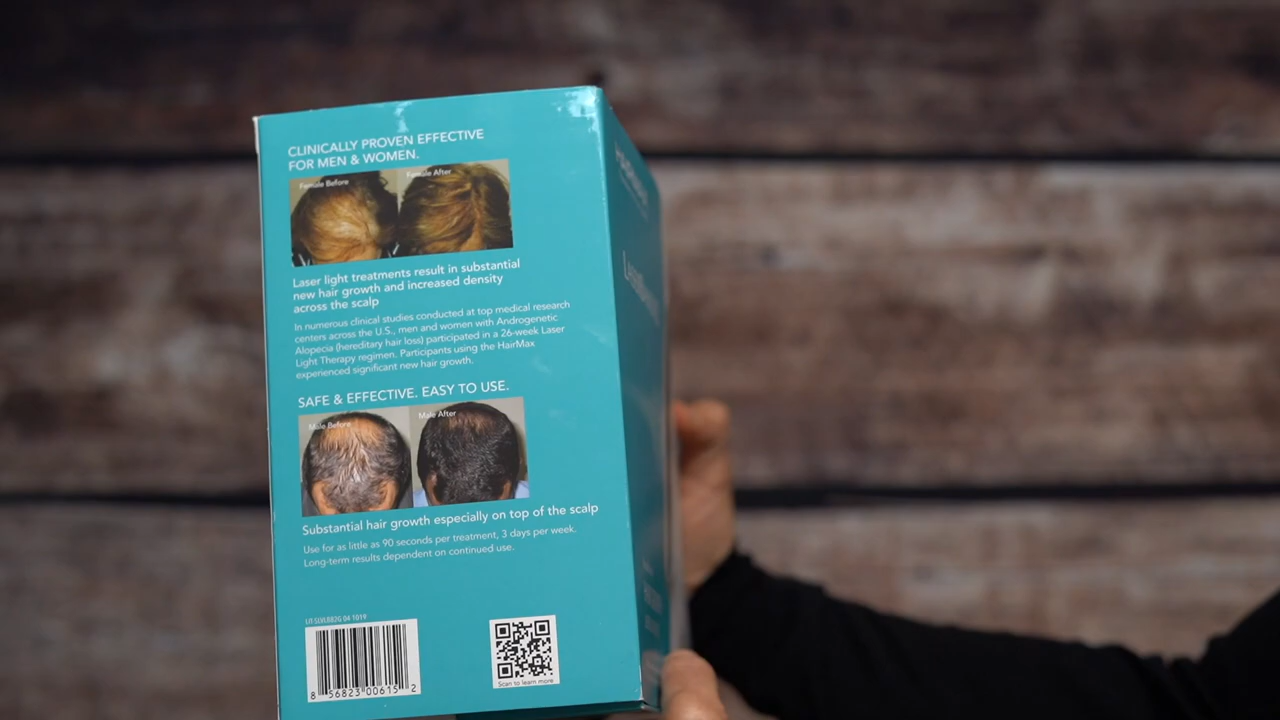 CLINICALLY PROVEN EFFECTIVE
FOR MEN & WOMEN.
Female Before
Female After
Laser light treatments result in substantial
new hair growth and increased density
across the scalp
In numerous clinical studies conducted at top medical research
centers across the U.S., men and women with Androgenetic
Alopecia (hereditary hair loss) participated in a 26-week Laser
Light Therapy regimen. Participants using the HairMax
experienced significant new hair growth.
SAFE & EFFECTIVE. EASY TO USE.
Male Before
Male After
Substantial hair growth especially on top of the scalp
Use for as little as 90 seconds per treatment, 3 days per week.
Long-term results dependent on continued use.
LIT-SLVLBB2G 04 1019
8 56823 00615 2
Scan to learn more